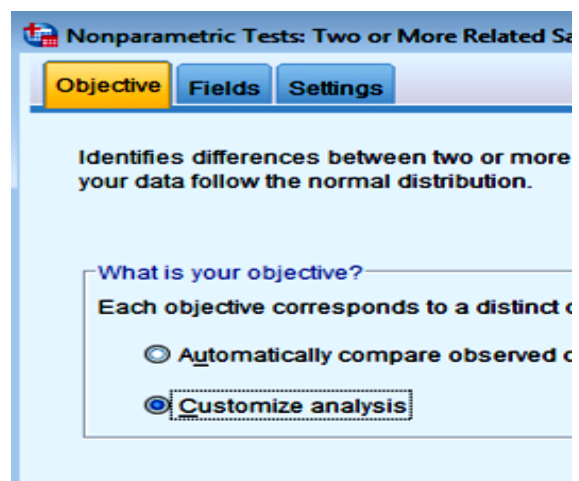 Nonparametric Tests: Two or More Related
Objective Fields Settings
Identifies differences between two or more
your data follow the normal distribution.
What is your objective?
Each objective corresponds to a distinct
Automatically compare observed
Customize analysis